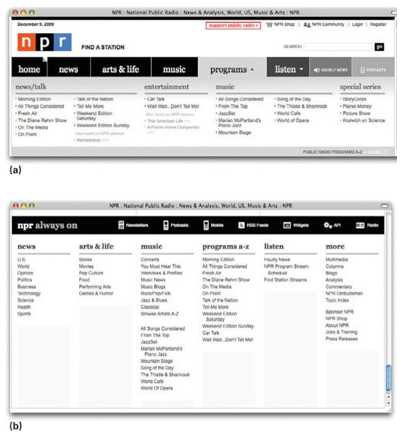 NPR : National Public Radio : News & Analysis, World, US, Music & Arts : NPR
December 5, 2009
support public radio
NPR Shop
NPR Community
Login
Register
npr
FIND A STATION
SEARCH
go
home news arts & life music programs listen HOURLY NEWS PODCASTS
news/talk entertainment music special series
Morning Edition Talk of the Nation Car Talk All Songs Considered Song of the Day StoryCorps
All Things Considered Tell Me More Wait Wait...Don't Tell Me! From The Top The Thistle & Shamrock Planet Money
Fresh Air Weekend Edition Saturday JazzSet World Cafe Picture Show
The Diane Rehm Show Weekend Edition Sunday This American Life Marian McPartland's Piano Jazz World of Opera Krulwich on Science
On The Media A Prairie Home Companion Mountain Stage
On Point Marketplace
PUBLIC RADIO PROGRAMS A-Z
(a)
NPR : National Public Radio : News & Analysis, World, US, Music & Arts : NPR
npr always on Newsletters Podcasts Mobile RSS Feeds Widgets API Radio
news arts & life music programs a-z listen more
U.S. Books Concerts Morning Edition Hourly News Multimedia
World Movies You Must Hear This All Things Considered NPR Program Stream Schedule Columns
Opinion Pop Culture Interviews & Profiles Fresh Air Find Station Streams Blogs
Politics Food Music News The Diane Rehm Show Analysis
Business Performing Arts Music Blogs On The Media Commentary
Technology Games & Humor Rock/Pop/Folk On Point NPR Ombudsman
Science Jazz & Blues Talk of the Nation Topic Index
Health Classical Tell Me More
Sports Browse Artists A-Z Weekend Edition Saturday Sponsor NPR
All Songs Considered Weekend Edition Sunday NPR Shop
From The Top Car Talk About NPR
JazzSet Wait Wait...Don't Tell Me! Jobs & Training
Marian McPartland's Piano Jazz Press Releases
Mountain Stage
Song of the Day
The Thistle & Shamrock
World Cafe
World Of Opera
(b)